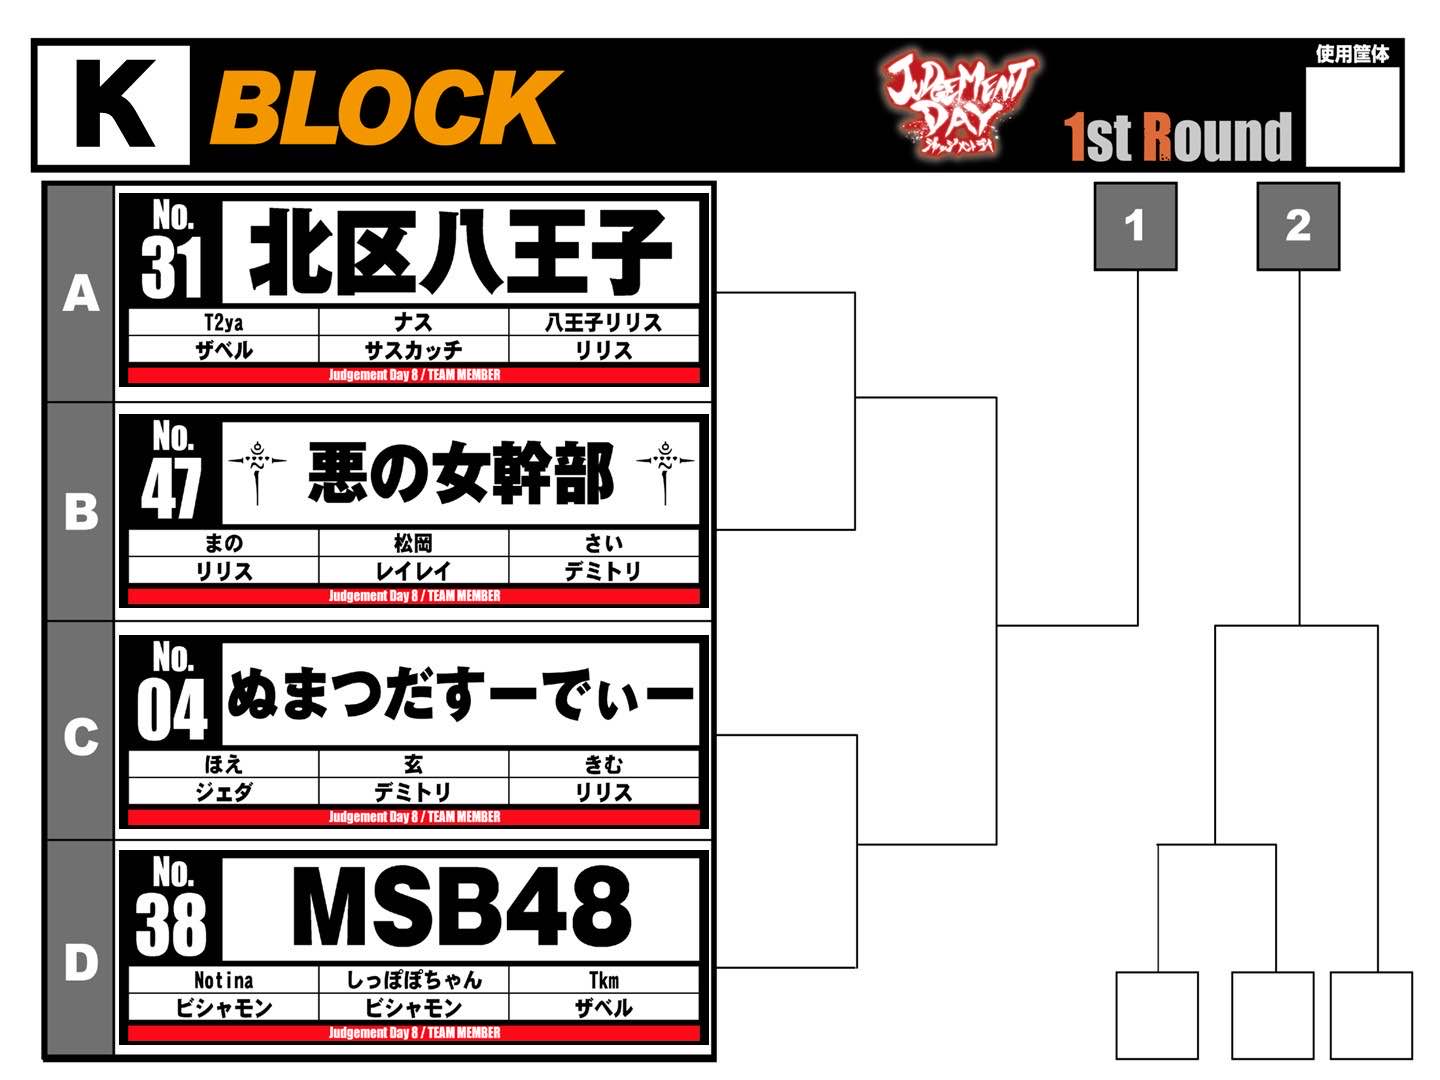 K BLOCK
JUDGEMENT
DAY
ジャッジメントデイ
1st Round
使用筐体
1
2
A
No.
31
北区八王子
T2ya ナス 八王子リリス
ザベル サスカッチ リリス
Judgement Day 8 / TEAM MEMBER
B
No.
47
悪の女幹部
まの 松岡 さい
リリス レイレイ デミトリ
Judgement Day 8 / TEAM MEMBER
C
No.
04
ぬまつだすーでぃー
ほえ 玄 きむ
ジェダ デミトリ リリス
Judgement Day 8 / TEAM MEMBER
D
No.
38
MSB48
Notina しっぽぽちゃん Tkm
ビシャモン ビシャモン ザベル
Judgement Day 8 / TEAM MEMBER